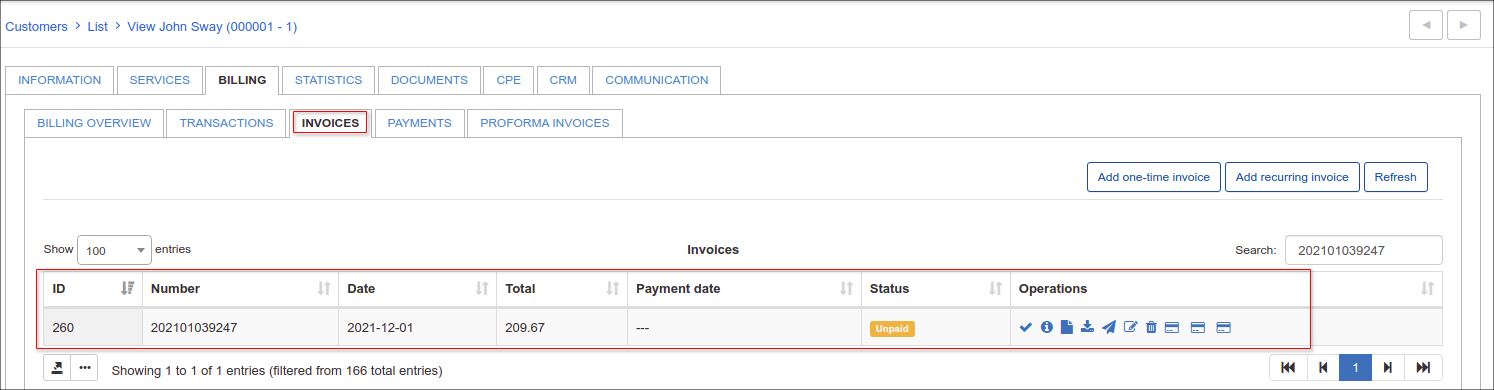 Customers > List > View John Sway (000001 - 1)
INFORMATION SERVICES BILLING STATISTICS DOCUMENTS CPE CRM COMMUNICATION
BILLING OVERVIEW TRANSACTIONS INVOICES PAYMENTS PROFORMA INVOICES
Add one-time invoice Add recurring invoice Refresh
Show 100 entries Invoices Search: 202101039247
ID Number Date Total Payment date Status Operations
260 202101039247 2021-12-01 209.67 --- Unpaid
Showing 1 to 1 of 1 entries (filtered from 166 total entries) 1